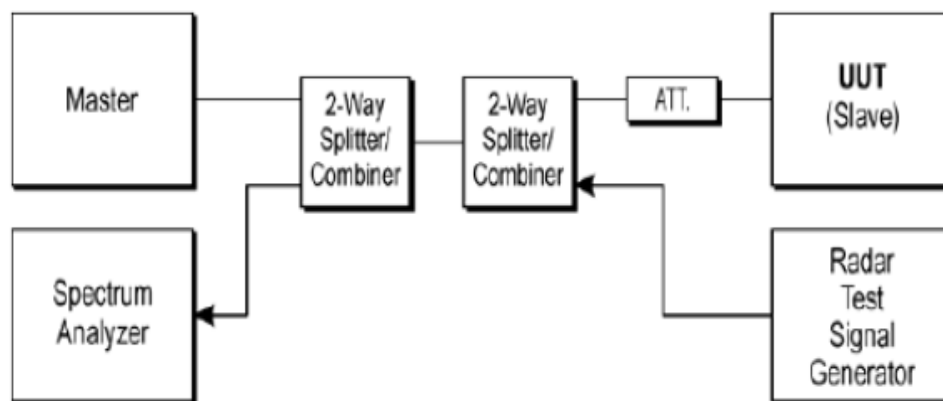 Master
2-Way
Splitter/
Combiner
2-Way
Splitter/
Combiner
ATT.
UUT
(Slave)
Spectrum
Analyzer
Radar
Test
Signal
Generator